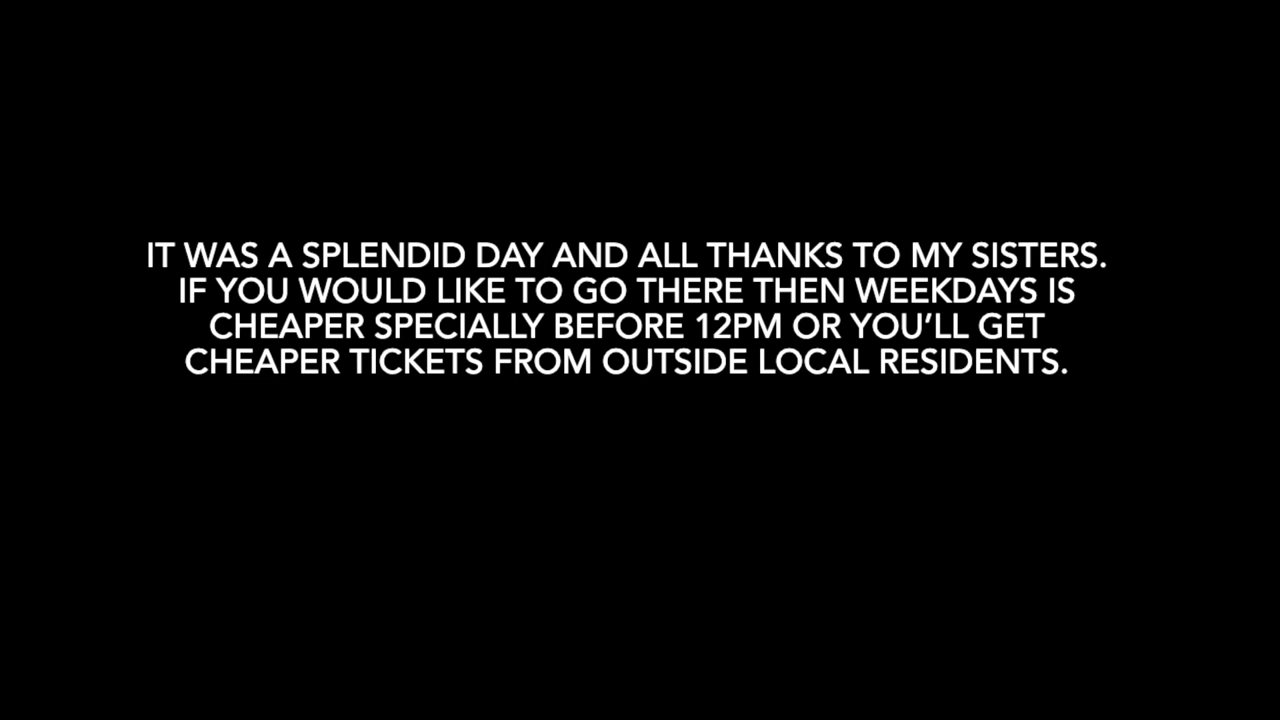 IT WAS A SPLENDID DAY AND ALL THANKS TO MY SISTERS.
IF YOU WOULD LIKE TO GO THERE THEN WEEKDAYS IS
CHEAPER SPECIALLY BEFORE 12PM OR YOU’LL GET
CHEAPER TICKETS FROM OUTSIDE LOCAL RESIDENTS.